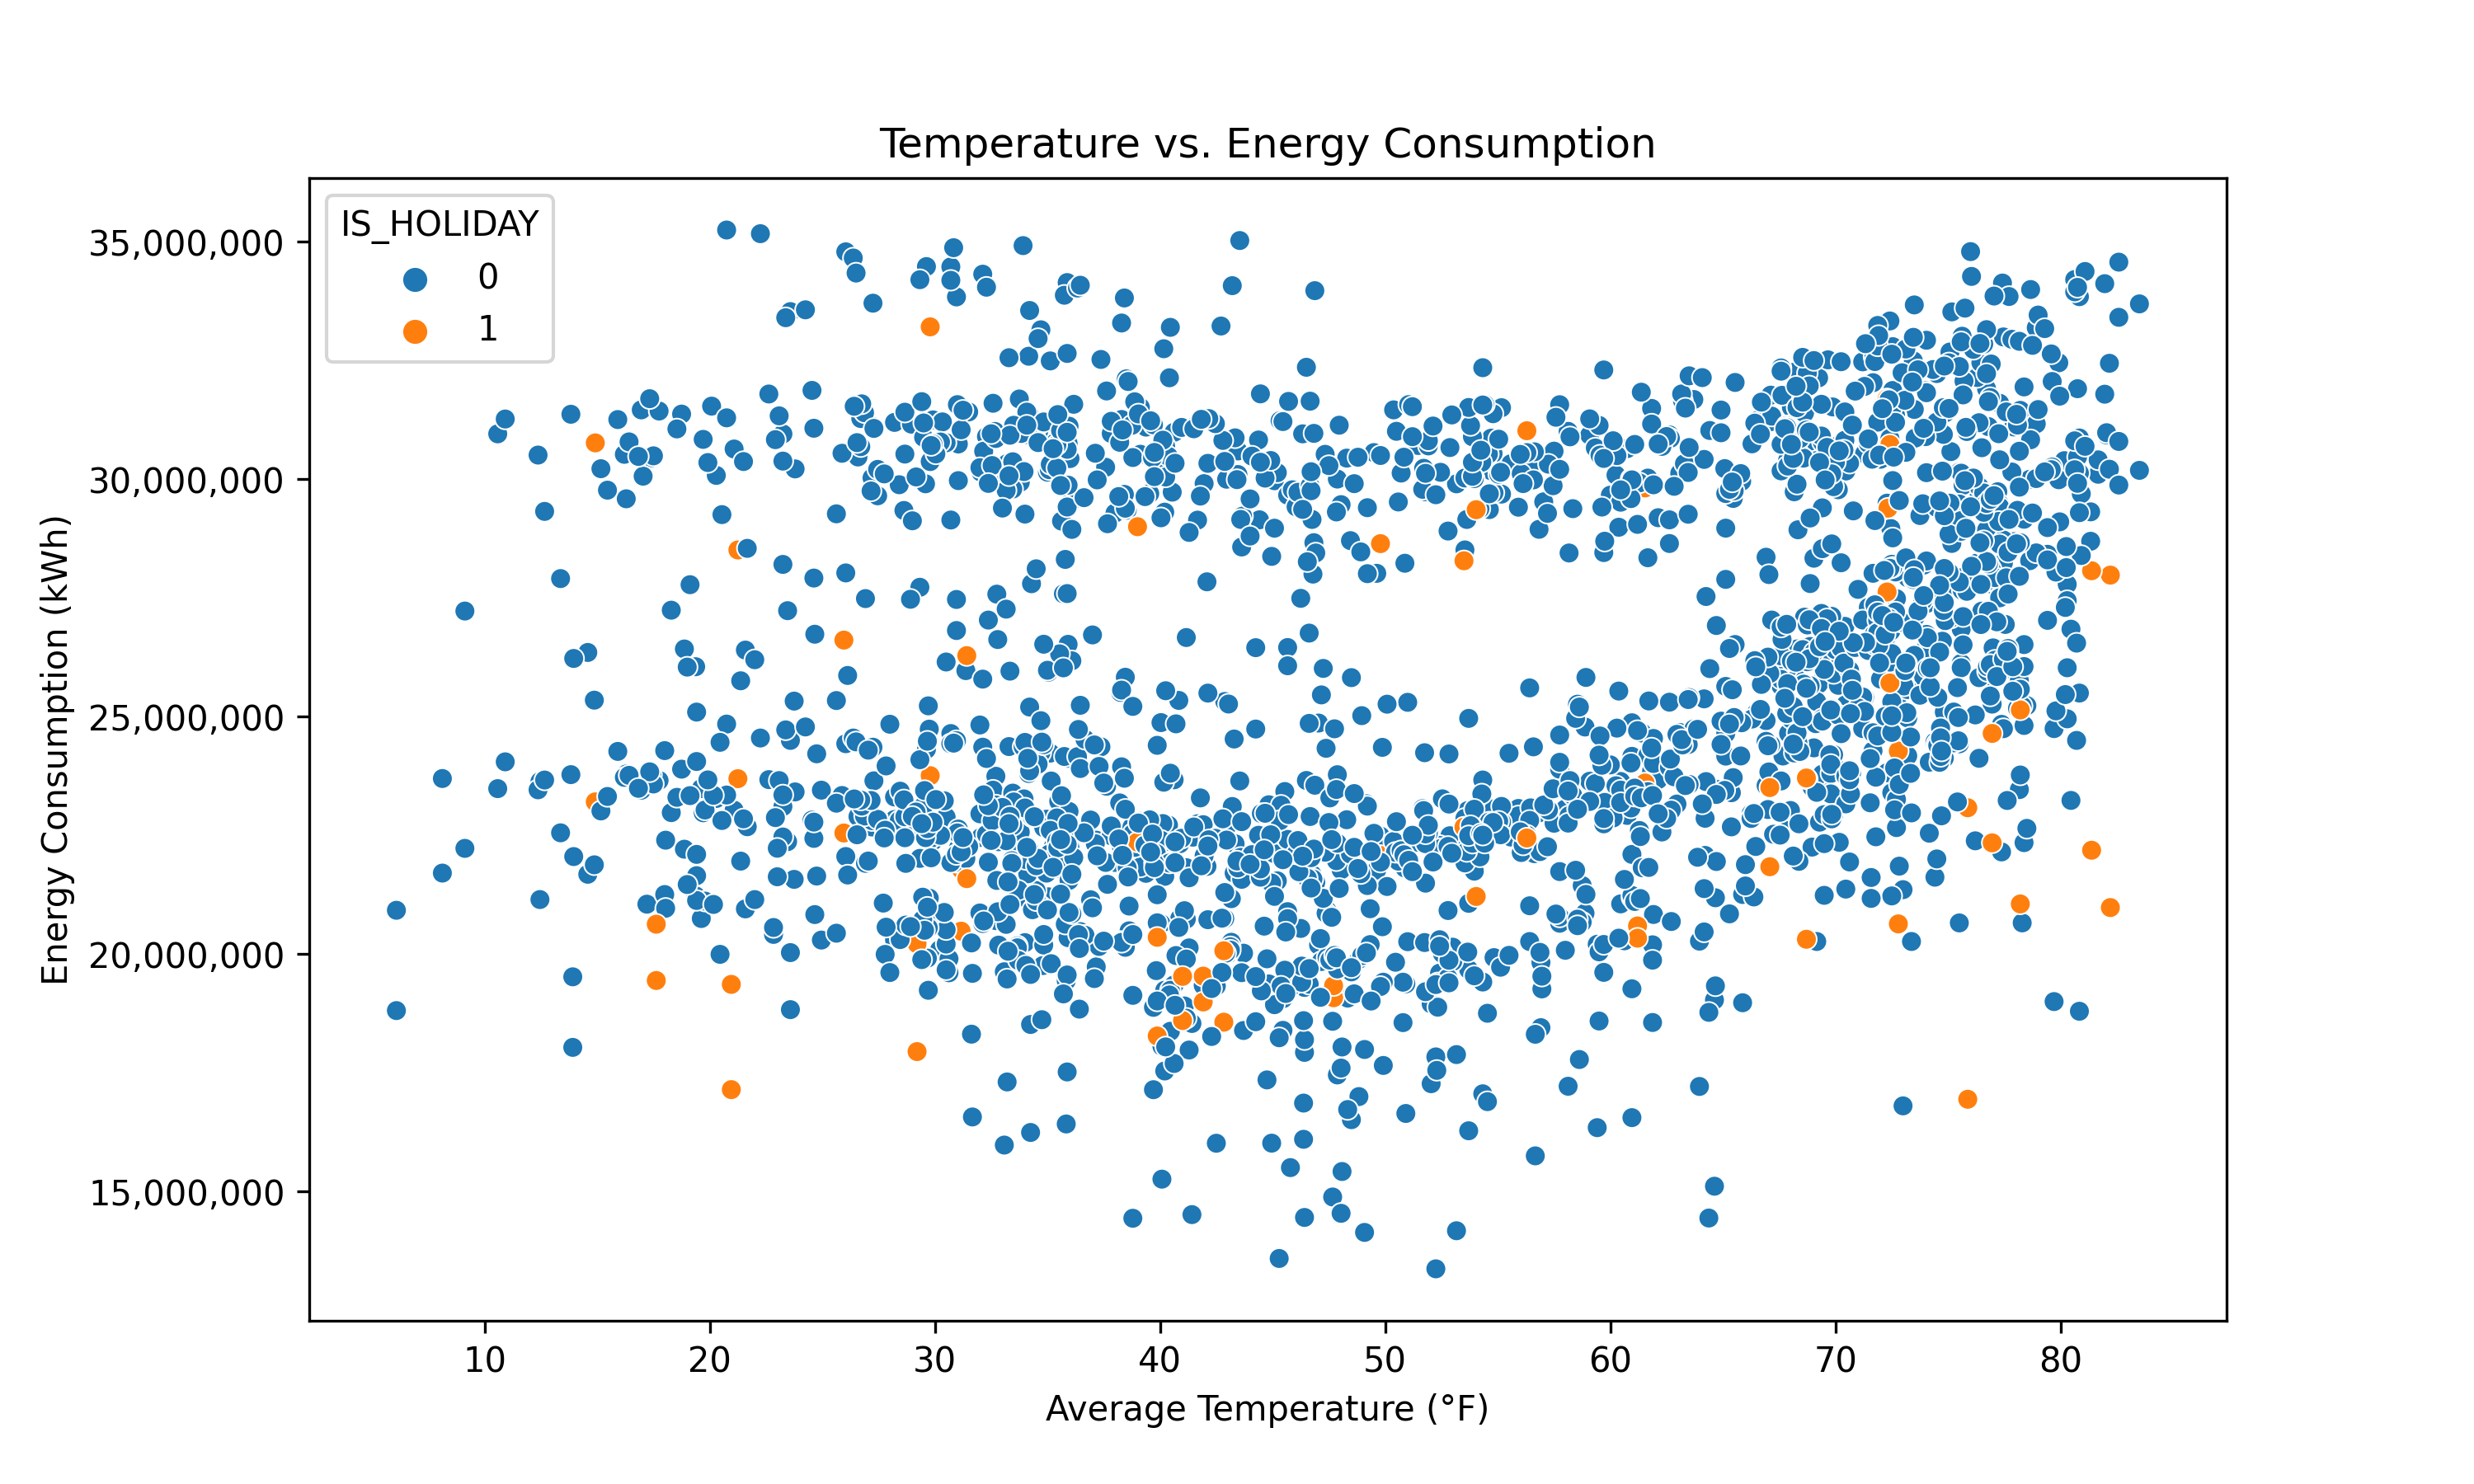 Temperature vs. Energy Consumption
IS_HOLIDAY
0
1
35,000,000
30,000,000
25,000,000
20,000,000
15,000,000
Energy Consumption (kWh)
10 20 30 40 50 60 70 80
Average Temperature (°F)